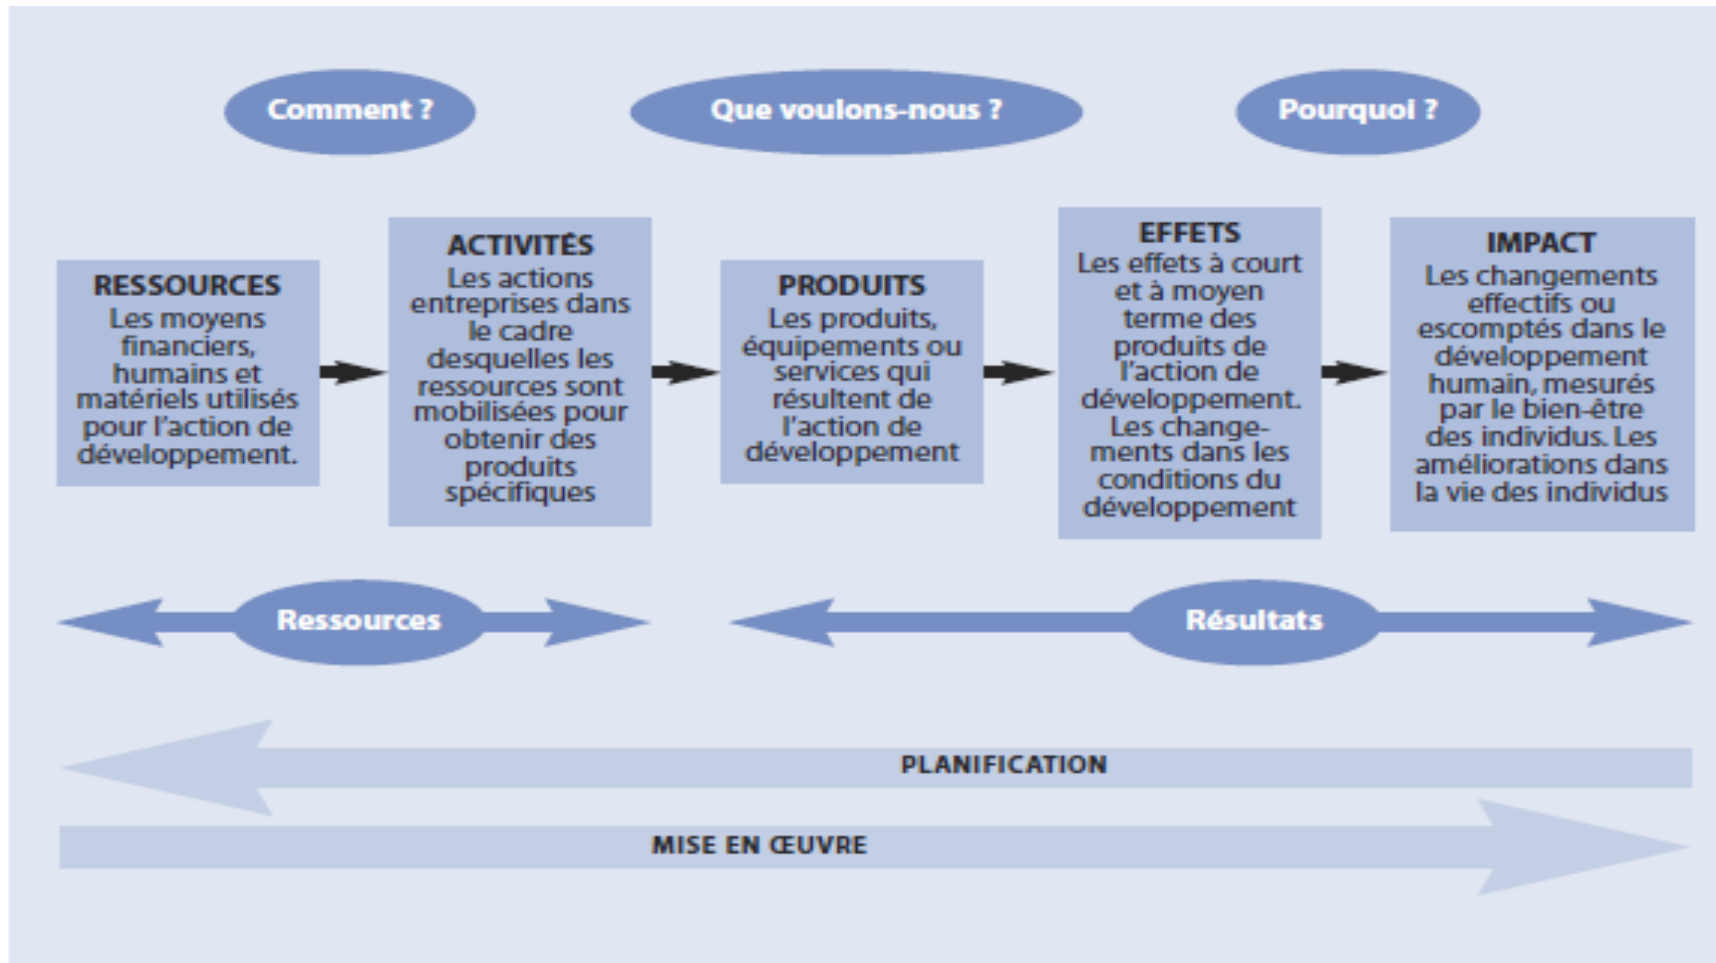 Comment ?
Que voulons-nous ?
Pourquoi ?
RESSOURCES
Les moyens
financiers,
humains et
matériels utilisés
pour l'action de
développement.
ACTIVITÉS
Les actions
entreprises dans
le cadre
desquelles les
ressources sont
mobilisées pour
obtenir des
produits
spécifiques
PRODUITS
Les produits,
équipements ou
services qui
résultent de
l'action de
développement
EFFETS
Les effets à court
et à moyen
terme des
produits de
l'action de
développement.
Les change-
ments dans les
conditions du
développement
IMPACT
Les changements
effectifs ou
escomptés dans le
développement
humain, mesurés
par le bien-être
des individus. Les
améliorations dans
la vie des individus
Ressources
Résultats
PLANIFICATION
MISE EN ŒUVRE